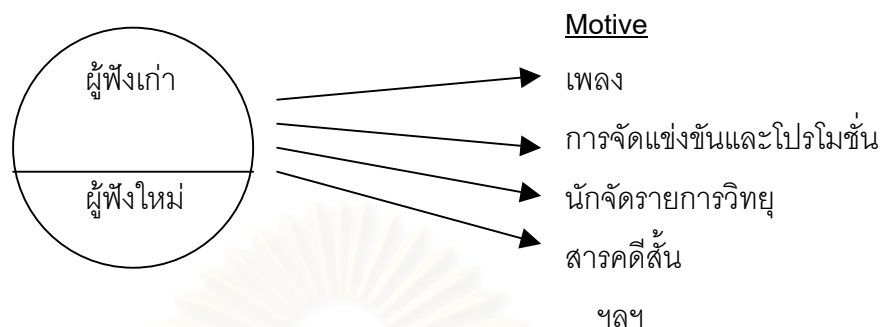 Motive
ผู้ฟังเก่า
เพลง
การจัดแข่งขันและโปรโมชั่น
ผู้ฟังใหม่
นักจัดรายการวิทยุ
สารคดีสั้น
ฯลฯ